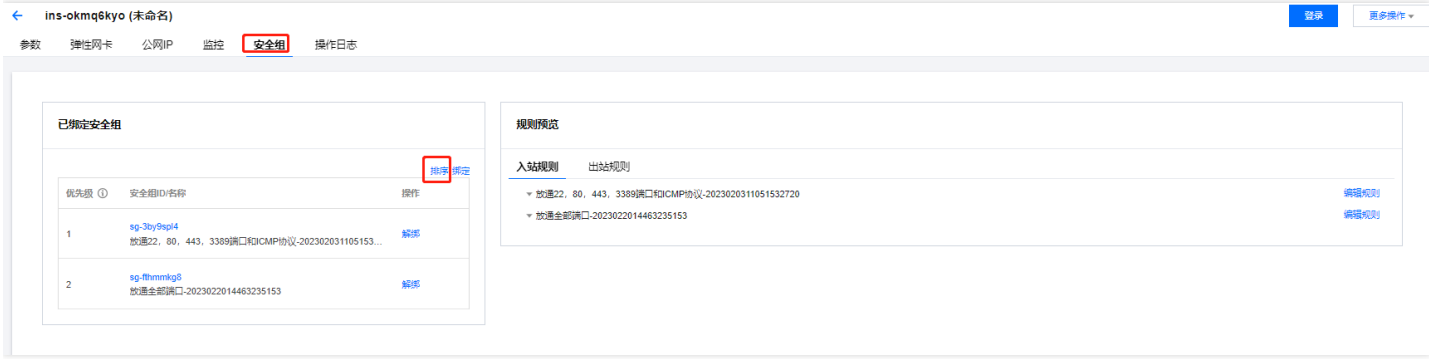 ins-okmq6kyo (未命名)
登录
更多操作
参数
弹性网卡
公网IP
监控
安全组
操作日志
已绑定安全组
排序 绑定
优先级 安全组ID/名称 操作
1
sg-3by9spl4
放通22，80，443，3389端口和ICMP协议-202302031105153...
解绑
2
sg-fthmmkg8
放通全部端口-2023022014463235153
解绑
规则预览
入站规则
出站规则
放通22，80，443，3389端口和ICMP协议-2023020311051532720
编辑规则
放通全部端口-2023022014463235153
编辑规则